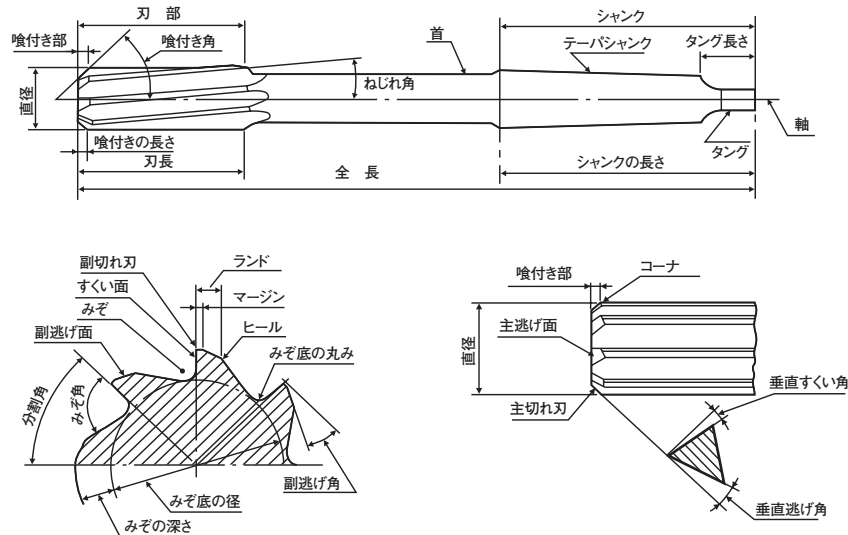 刃 部
シャンク
喰付き部
喰付き角
首
テーパシャンク
タング長さ
ねじれ角
直径
軸
喰付きの長さ
タング
刃長
全 長
シャンクの長さ
副切れ刃
ランド
すくい面
マージン
みぞ
ヒール
副逃げ面
みぞ底の丸み
分割角
みぞ角
副逃げ角
みぞ底の径
みぞの深さ
喰付き部
コーナ
主逃げ面
直径
垂直すくい角
主切れ刃
垂直逃げ角